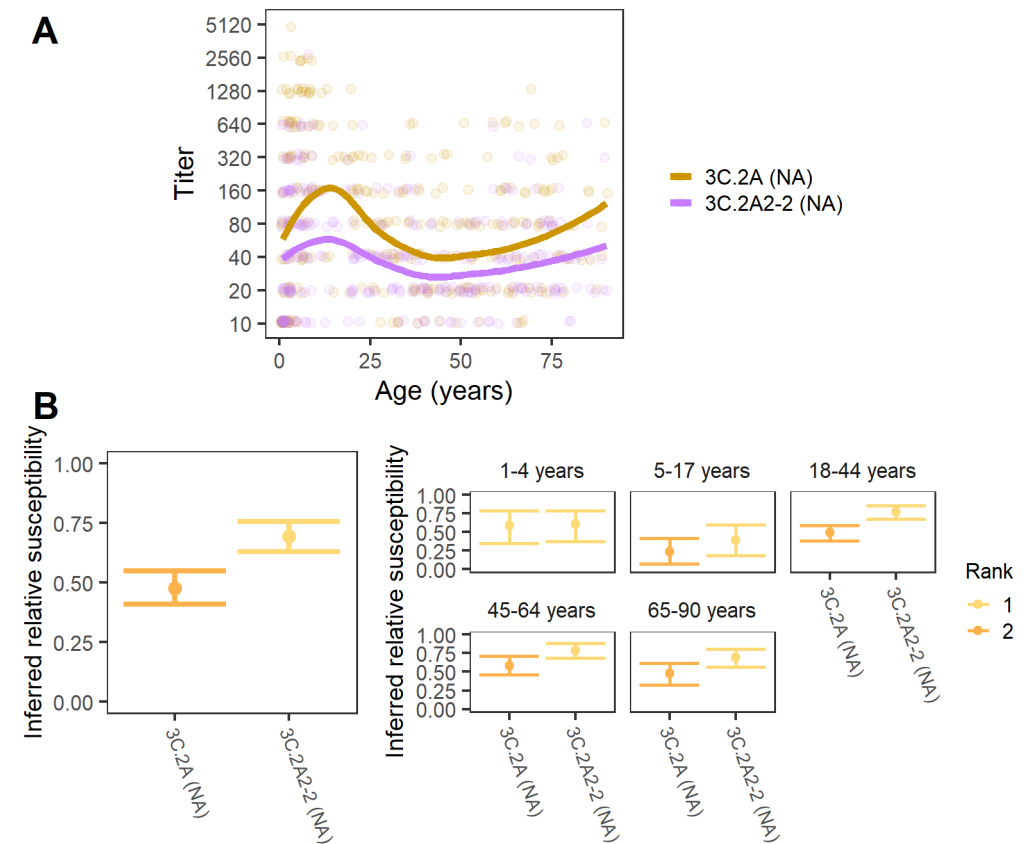 A
5120
2560
1280
640
320
160
80
40
20
10
Titer
0 25 50 75
Age (years)
3C.2A (NA)
3C.2A2-2 (NA)
B
Inferred relative susceptibility
1.00
0.75
0.50
0.25
0.00
3C.2A (NA)
3C.2A2-2 (NA)
Inferred relative susceptibility
1-4 years 5-17 years 18-44 years
1.00
0.75
0.50
0.25
0.00
3C.2A (NA)
3C.2A2-2 (NA)
45-64 years 65-90 years
1.00
0.75
0.50
0.25
0.00
3C.2A (NA)
3C.2A2-2 (NA)
3C.2A (NA)
3C.2A2-2 (NA)
Rank
1
2